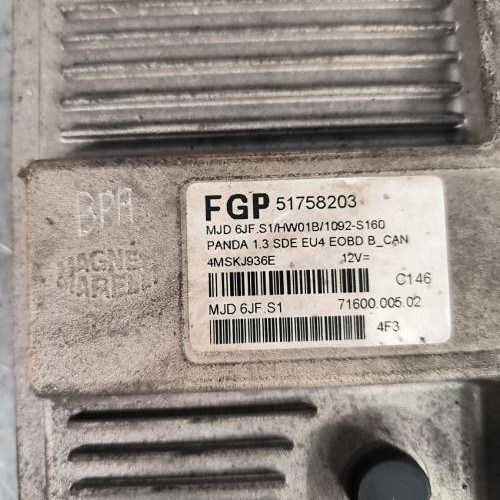 BPA
MAGNETI
MARELLI
FGP 51758203
MJD 6JF.S1/HW01B/1092-S160
PANDA 1.3 SDE EU4 EOBD B_CAN
4MSKJ936E 12V=
C146
MJD 6JF.S1 71600.005.02
4F3